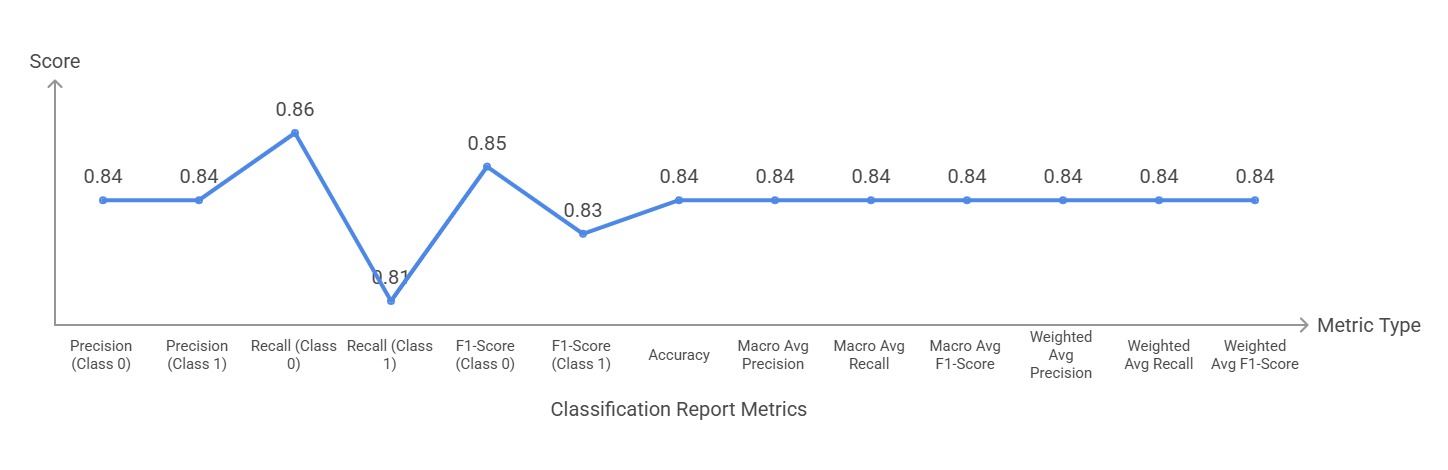 Score
0.86
0.85
0.84 0.84 0.84 0.84 0.84 0.84 0.84 0.84 0.84
0.83
0.81
Metric Type
Precision
(Class 0)
Precision
(Class 1)
Recall (Class
0)
Recall (Class
1)
F1-Score
(Class 0)
F1-Score
(Class 1)
Accuracy
Macro Avg
Precision
Macro Avg
Recall
Macro Avg
F1-Score
Weighted
Avg
Precision
Weighted
Avg Recall
Weighted
Avg F1-Score
Classification Report Metrics